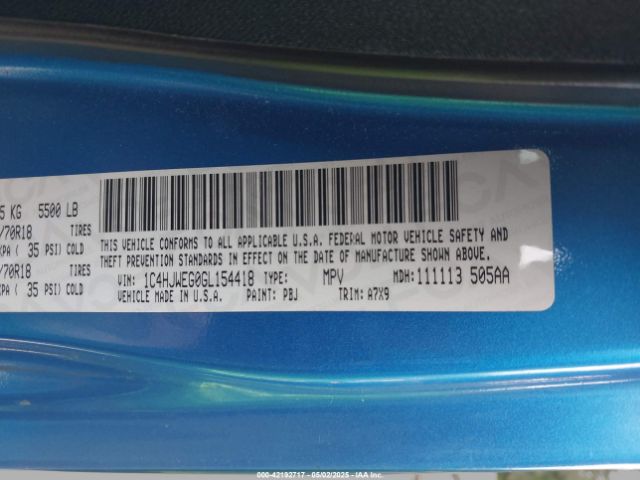 5 KG 5500 LB
/70R18 TIRES
KPA ( 35 PSI) COLD
/70R18 TIRES
KPA ( 35 PSI) COLD
THIS VEHICLE CONFORMS TO ALL APPLICABLE U.S.A. FEDERAL MOTOR VEHICLE SAFETY AND
THEFT PREVENTION STANDARDS IN EFFECT ON THE DATE OF MANUFACTURE SHOWN ABOVE.
VIN: 1C4HJWEG0GL154418 TYPE: MPV MDH: 111113 505AA
VEHICLE MADE IN U.S.A. PAINT: PBJ TRIM: A7X9
000-42192717 - 05/02/2025 - IAA Inc.